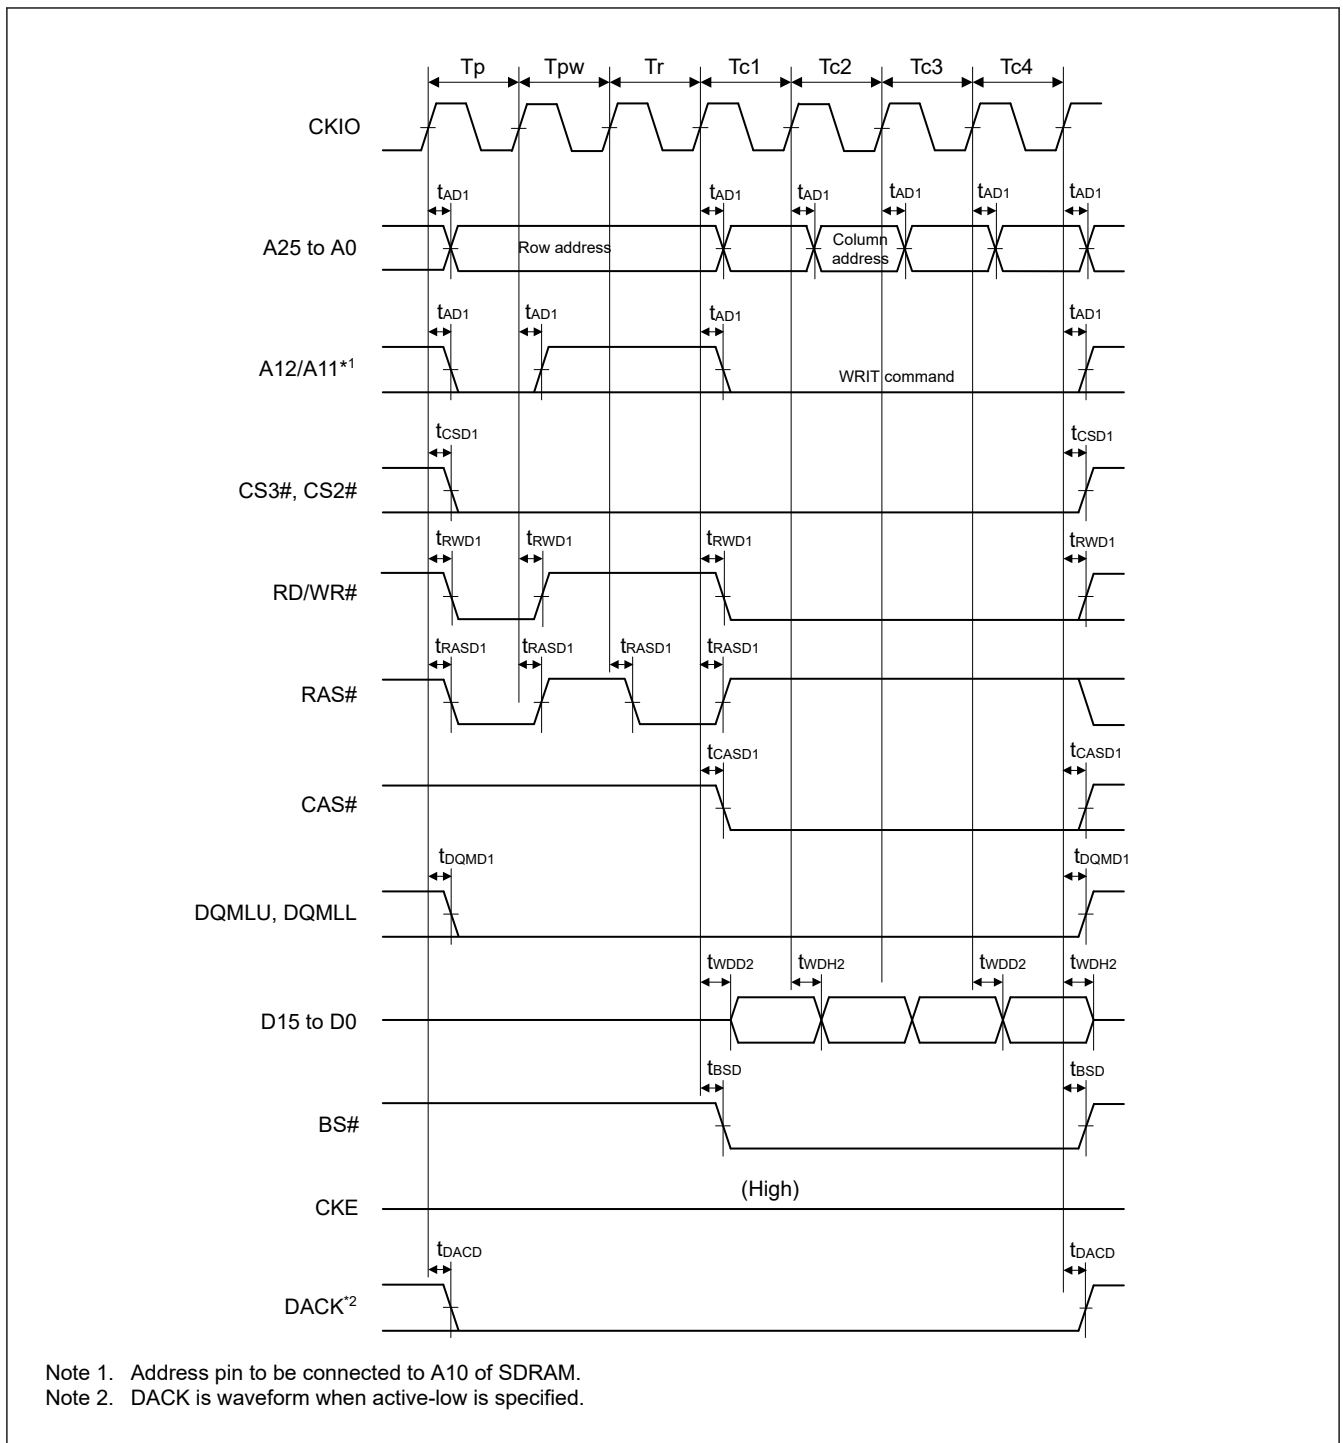 Tp Tpw Tr Tc1 Tc2 Tc3 Tc4
CKIO
tAD1 tAD1 tAD1 tAD1 tAD1 tAD1
A25 to A0 Row address Column address
tAD1 tAD1 tAD1 tAD1
A12/A11*1 WRIT command
tCSD1 tCSD1
CS3#, CS2#
tRWD1 tRWD1 tRWD1 tRWD1
RD/WR#
tRASD1 tRASD1 tRASD1 tRASD1
RAS#
tCASD1 tCASD1
CAS#
tDQMD1 tDQMD1
DQMLU, DQMLL
tWDD2 tWDH2 tWDD2 tWDH2
D15 to D0
tBSD tBSD
BS#
(High)
CKE
tDACD tDACD
DACK*2
Note 1. Address pin to be connected to A10 of SDRAM.
Note 2. DACK is waveform when active-low is specified.